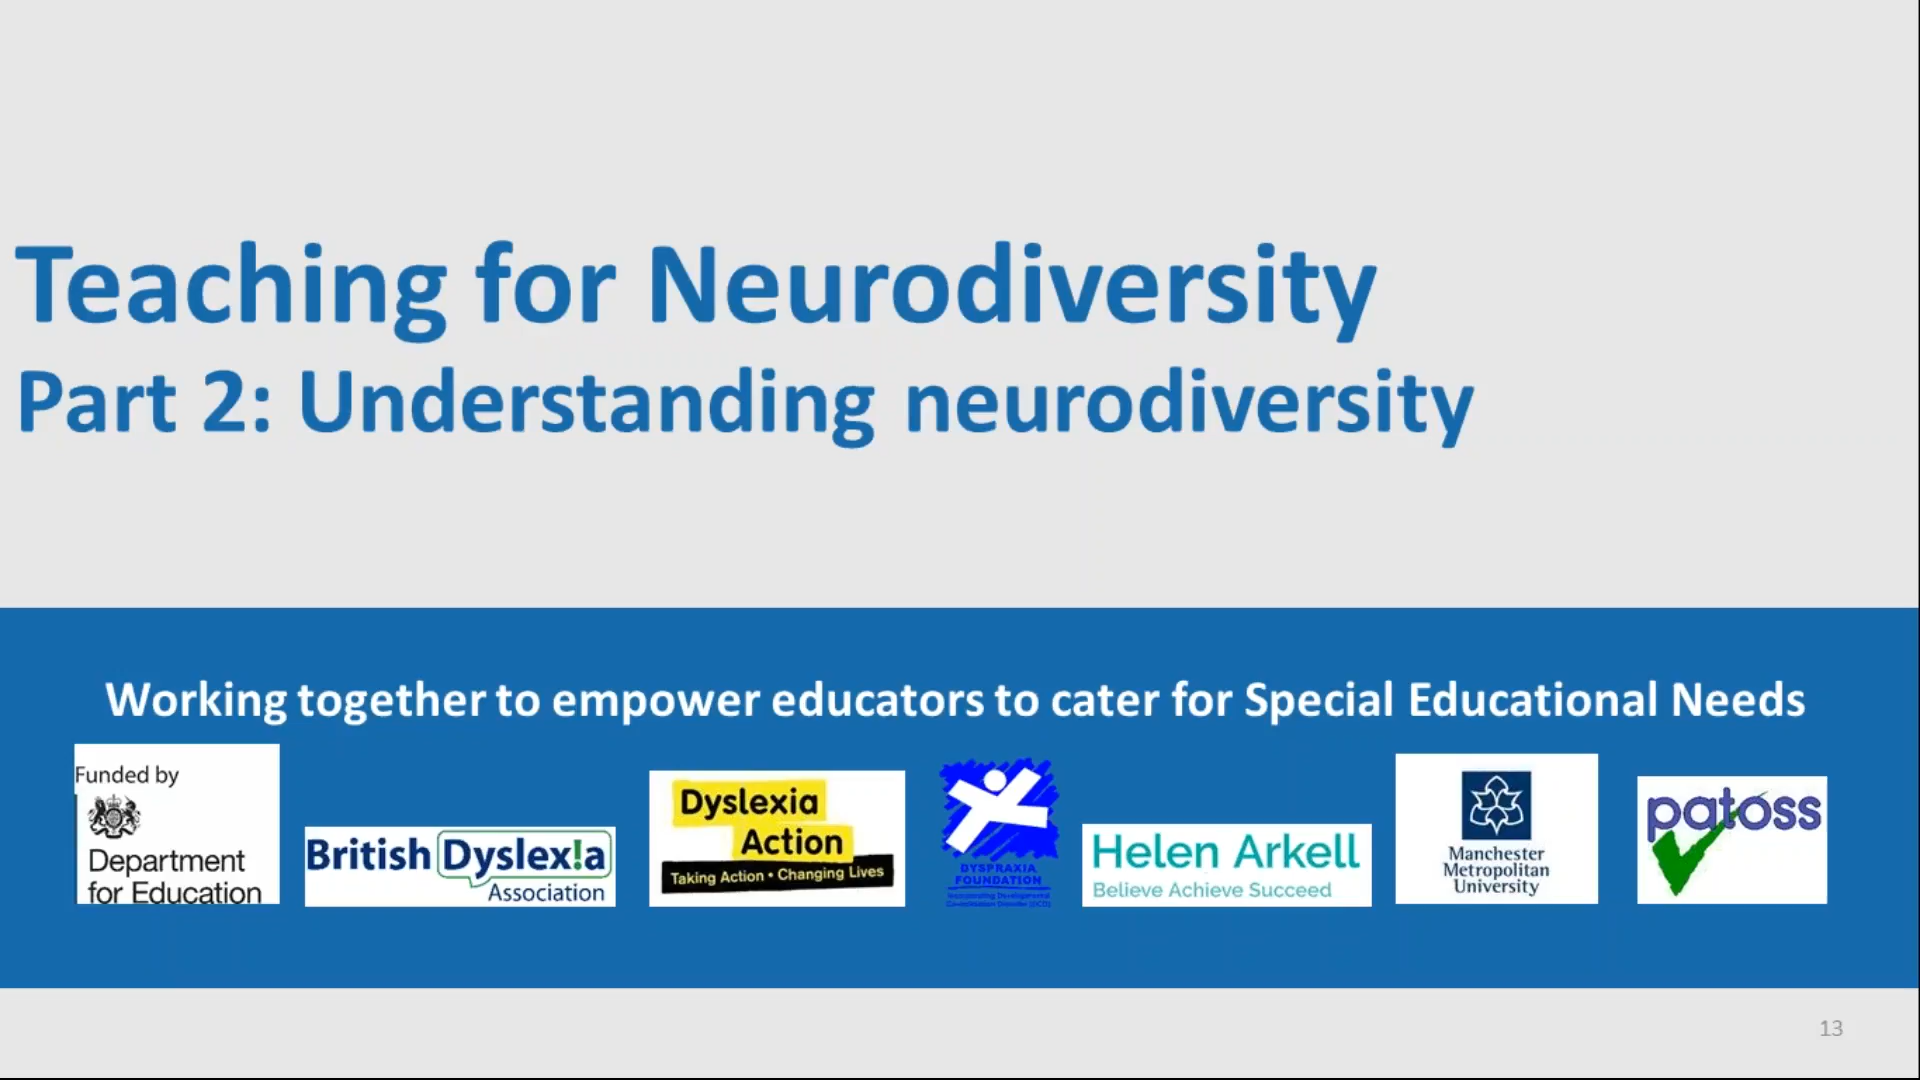 Teaching for Neurodiversity
Part 2: Understanding neurodiversity
Working together to empower educators to cater for Special Educational Needs
Funded by
Department
for Education
British Dyslex!a
Association
Dyslexia
Action
Taking Action • Changing Lives
DYSPRAXIA
FOUNDATION
Helen Arkell
Believe Achieve Succeed
Manchester
Metropolitan
University
patoss
13